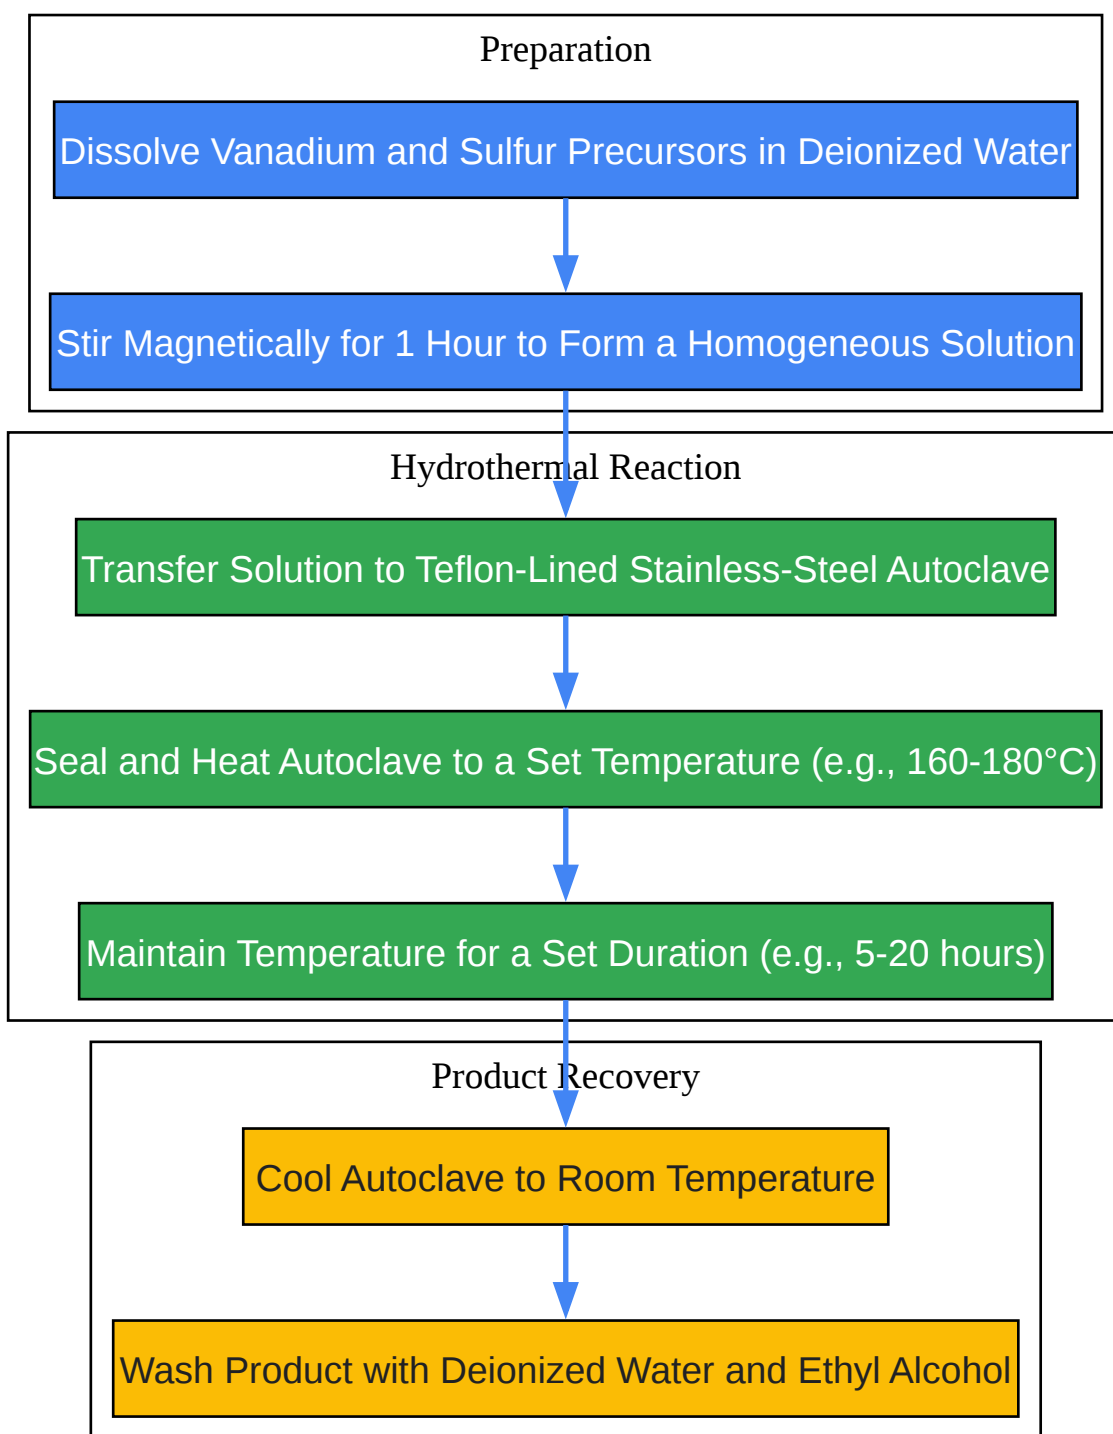 Preparation
Dissolve Vanadium and Sulfur Precursors in Deionized Water
Stir Magnetically for 1 Hour to Form a Homogeneous Solution
Hydrothermal Reaction
Transfer Solution to Teflon-Lined Stainless-Steel Autoclave
Seal and Heat Autoclave to a Set Temperature (e.g., 160-180°C)
Maintain Temperature for a Set Duration (e.g., 5-20 hours)
Product Recovery
Cool Autoclave to Room Temperature
Wash Product with Deionized Water and Ethyl Alcohol